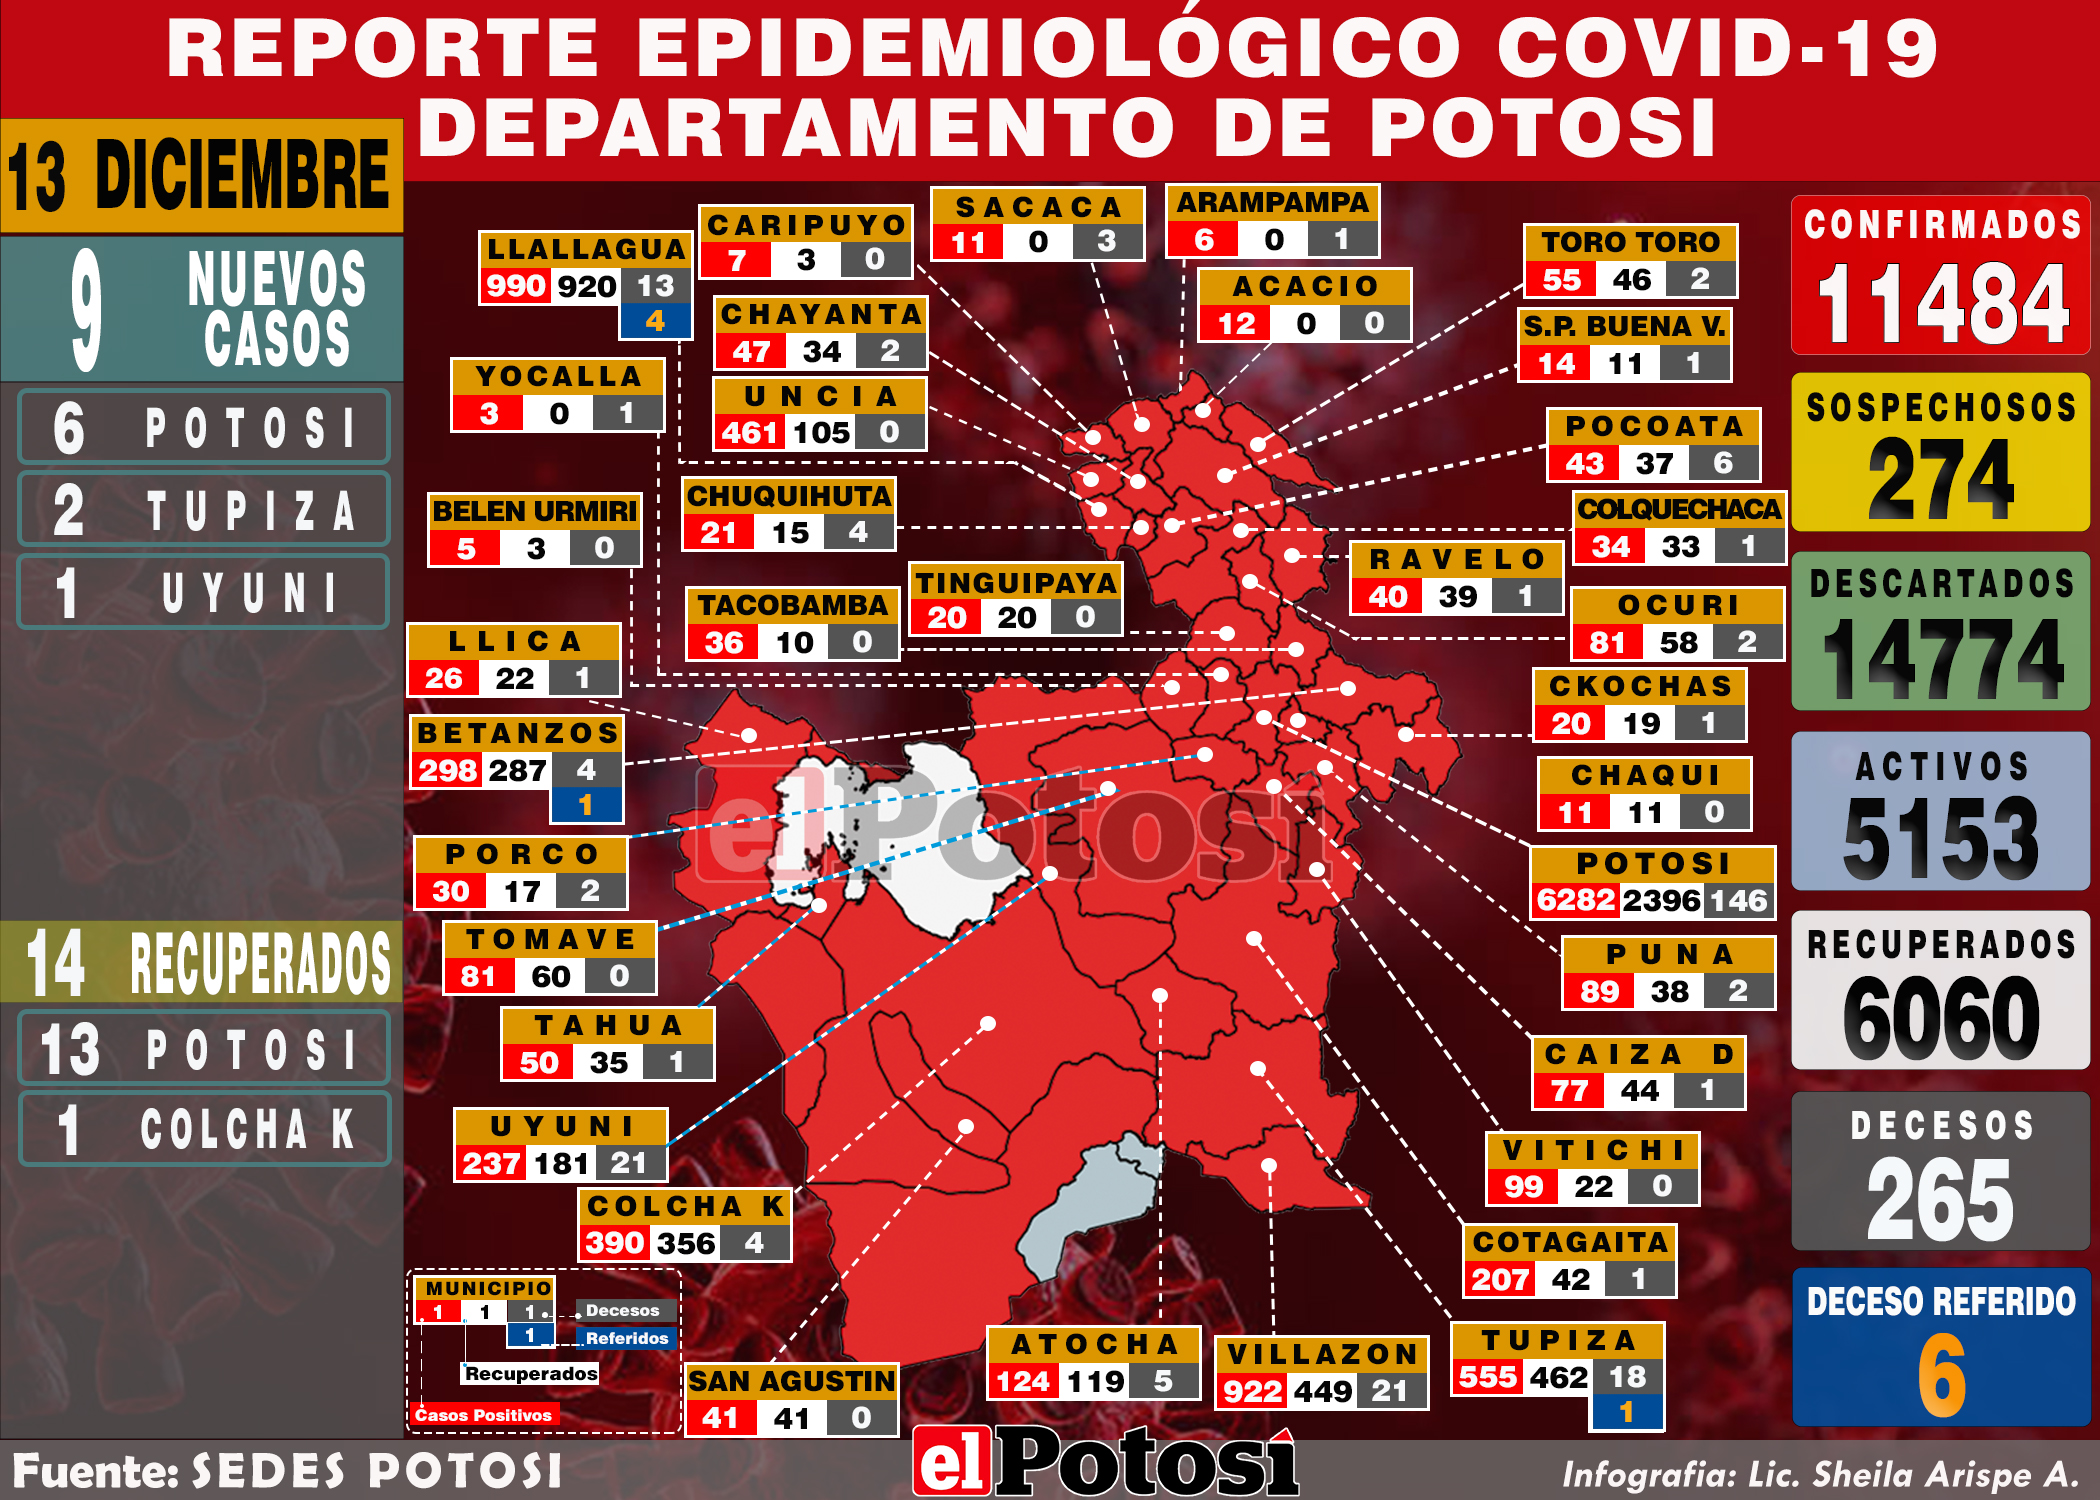 REPORTE EPIDEMIOLÓGICO COVID-19
DEPARTAMENTO DE POTOSI
13 DICIEMBRE
9 NUEVOS CASOS
6 POTOSI
2 TUPIZA
1 UYUNI
14 RECUPERADOS
13 POTOSI
1 COLCHA K
LLALLAGUA
990 920 13
4
CARIPUYO
7 3 0
SACACA
11 0 3
ARAMPAMPA
6 0 1
ACACIO
12 0 0
TORO TORO
55 46 2
S.P. BUENA V.
14 11 1
CHAYANTA
47 34 2
YOCALLA
3 0 1
UNCIA
461 105 0
POCOATA
43 37 6
BELEN URMIRI
5 3 0
CHUQUIHUTA
21 15 4
COLQUECHACA
34 33 1
RAVELO
40 39 1
TINGUIPAYA
20 20 0
TACOBAMBA
36 10 0
OCURI
81 58 2
LLICA
26 22 1
CKOCHAS
20 19 1
BETANZOS
298 287 4
1
CHAQUI
11 11 0
PORCO
30 17 2
POTOSI
6282 2396 146
TOMAVE
81 60 0
PUNA
89 38 2
TAHUA
50 35 1
CAIZA D
77 44 1
UYUNI
237 181 21
VITICHI
99 22 0
COLCHA K
390 356 4
COTAGAITA
207 42 1
SAN AGUSTIN
41 41 0
ATOCHA
124 119 5
VILLAZON
922 449 21
TUPIZA
555 462 18
1
el Potosí
MUNICIPIO
1 1 1 Decesos
1 Referidos
Recuperados
Casos Positivos
CONFIRMADOS
11484
SOSPECHOSOS
274
DESCARTADOS
14774
ACTIVOS
5153
RECUPERADOS
6060
DECESOS
265
DECESO REFERIDO
6
Fuente: SEDES POTOSI
el Potosí
Infografia: Lic. Sheila Arispe A.